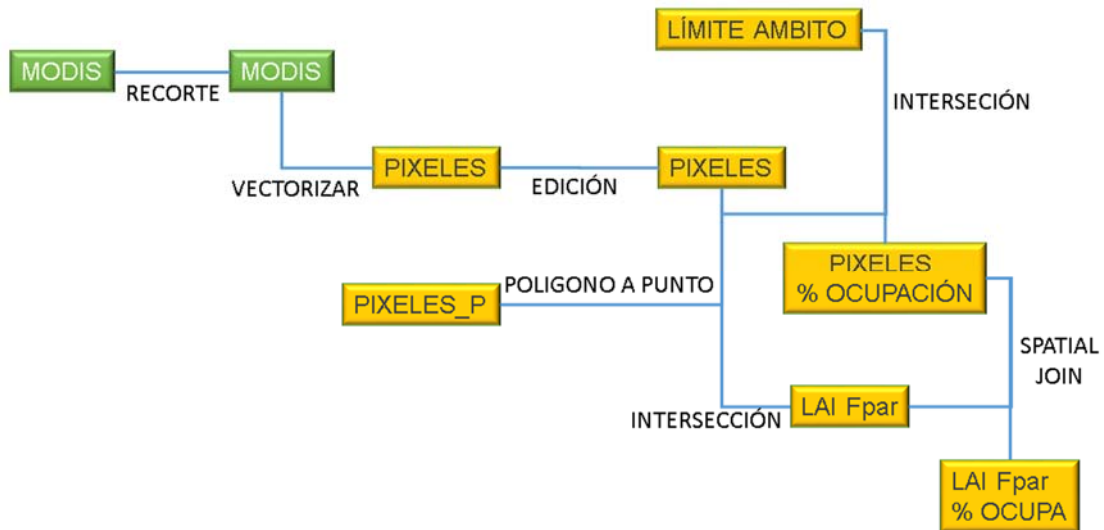 LÍMITE AMBITO
MODIS
MODIS
RECORTE
INTERSECIÓN
PIXELES
PIXELES
VECTORIZAR
EDICIÓN
PIXELES
% OCUPACIÓN
POLIGONO A PUNTO
PIXELES_P
SPATIAL
JOIN
LAI Fpar
INTERSECCIÓN
LAI Fpar
% OCUPA